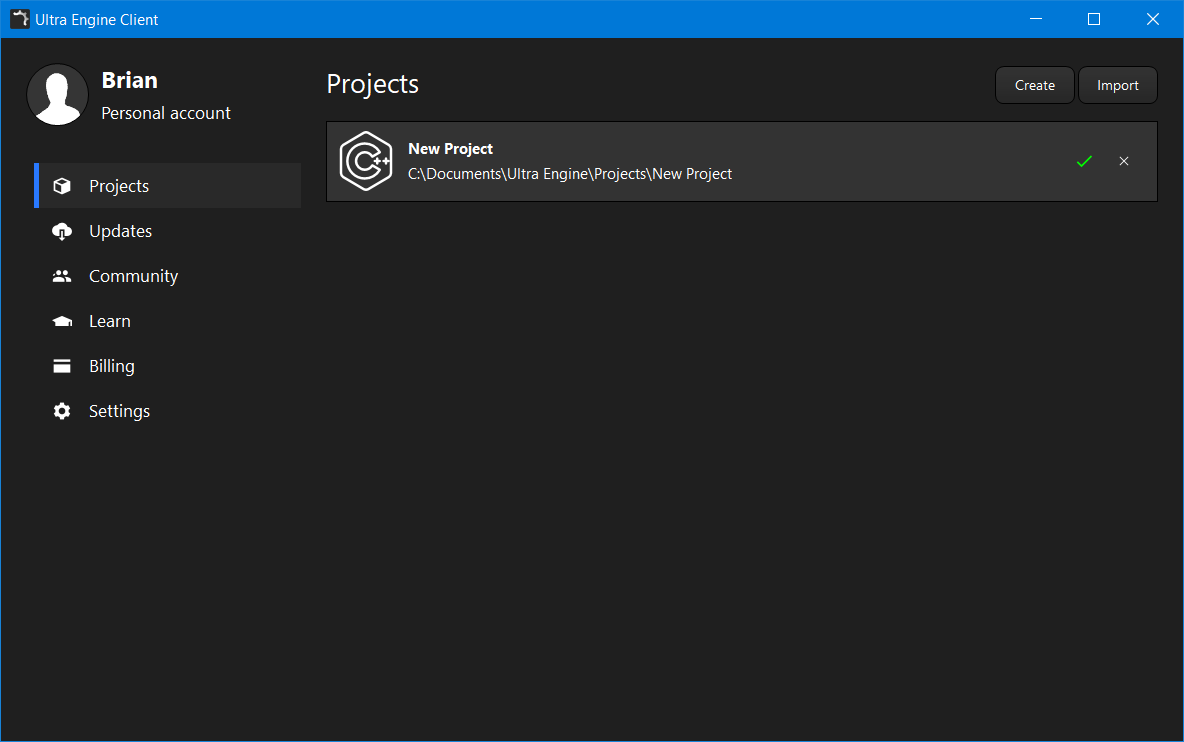 Ultra Engine Client
Brian
Personal account
Projects
Updates
Community
Learn
Billing
Settings
Projects
Create
Import
C++
New Project
C:\Documents\Ultra Engine\Projects\New Project